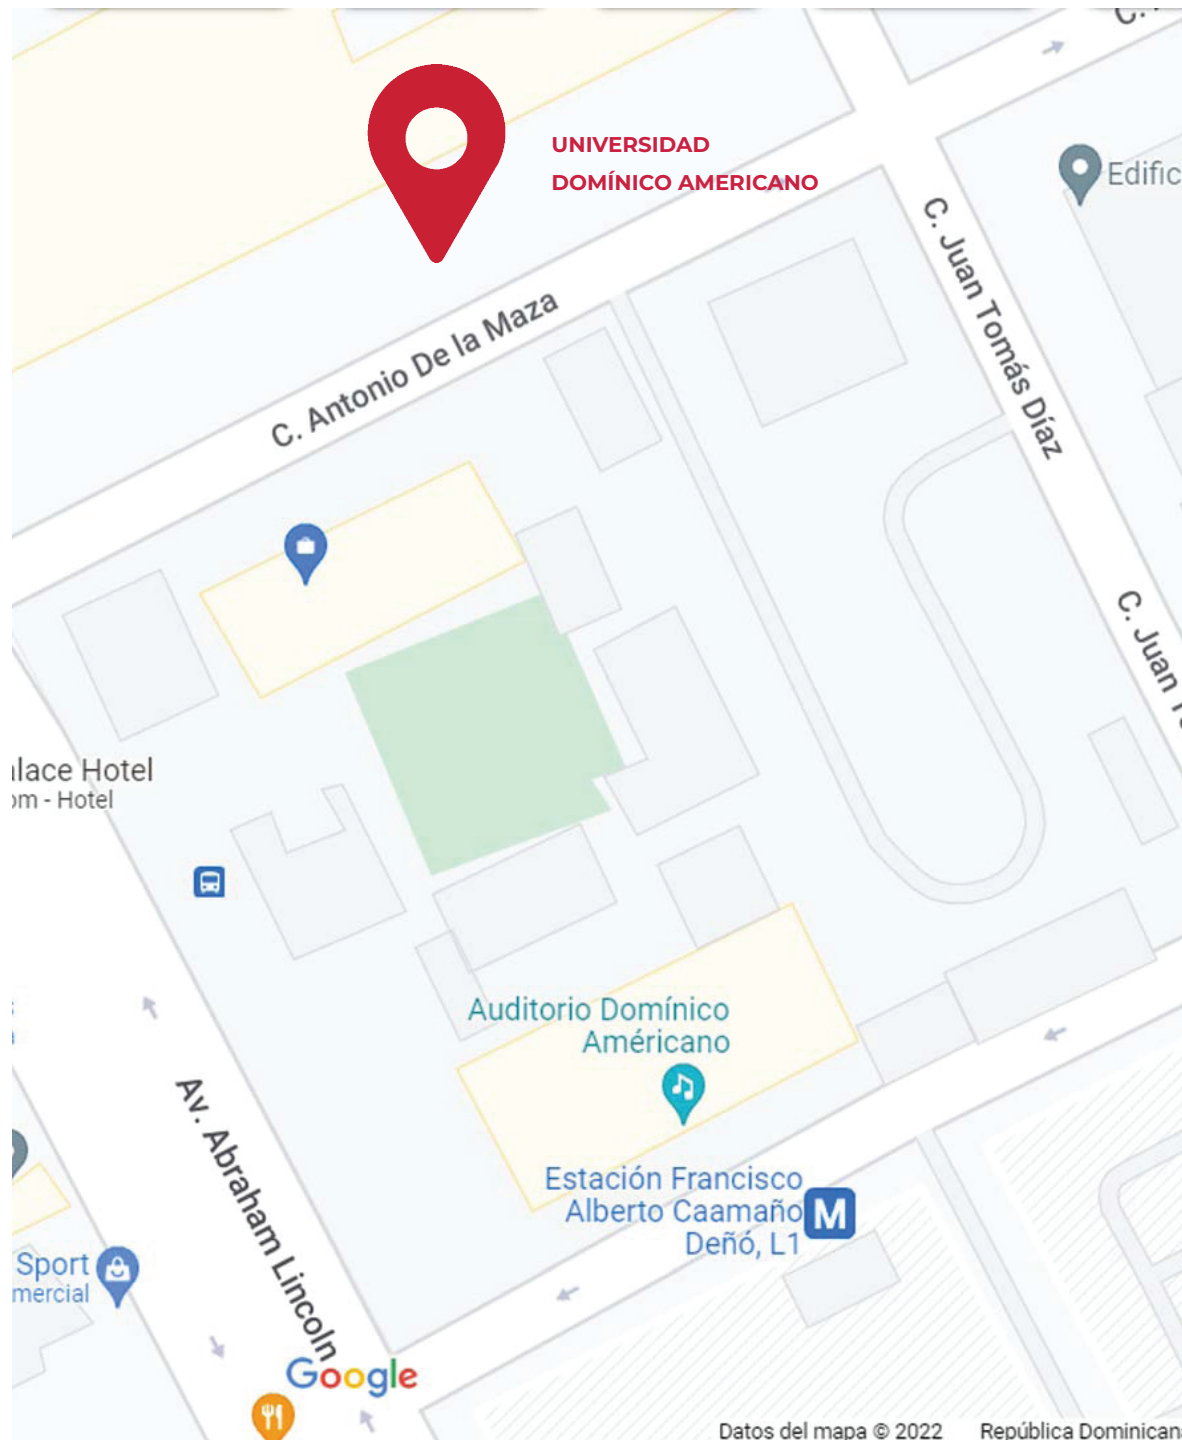 UNIVERSIDAD
DOMÍNICO AMERICANO
Edific
C. Juan Tomás Díaz
C. Antonio De la Maza
C. Juan
lace Hotel
om - Hotel
Auditorio Domínico
Américano
Av. Abraham Lincoln
Estación Francisco
Alberto Caamaño
Deñó, L1
M
Sport
mercial
Google
Datos del mapa © 2022
República Dominican